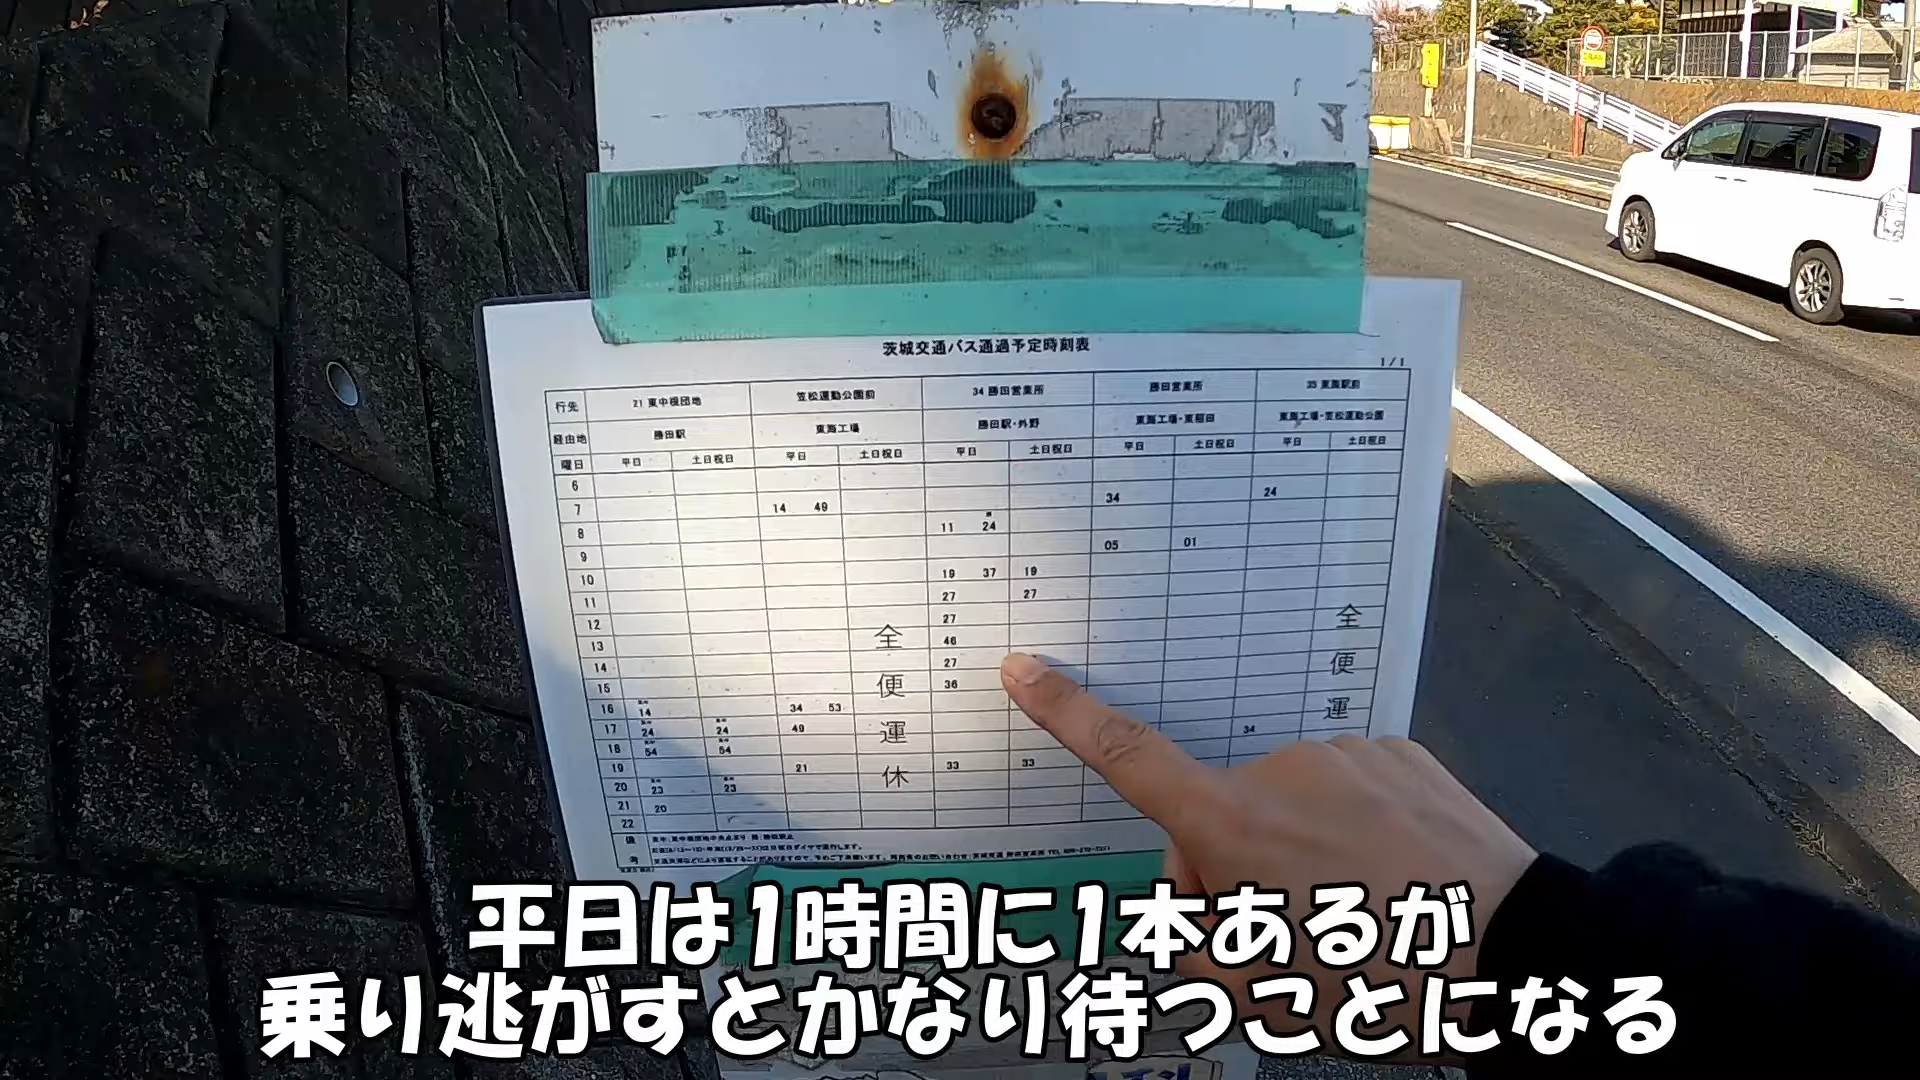 茨城交通バス通過予定時刻表
1/1
行先 21 東中根団地 笠松運動公園前 34 勝田営業所 勝田営業所 35 東海駅前
経由地 勝田駅 東海工場 勝田駅・外野 東海工場・東稲田 東海工場・笠松運動公園
曜日 平日 土日祝日 平日 土日祝日 平日 土日祝日 平日 土日祝日 平日 土日祝日
6
7 14 49 34 24
8 11 24
9 05 01
10 19 37 19
11 27 27
12 27
13 46
14 27
15 36
16 14 34 53
17 24 24 49 34
18 54 54
19 21 33 33
20 23 23
21 20
22
全便運休
全便運
備考
平日は1時間に1本あるが
乗り逃がすとかなり待つことになる